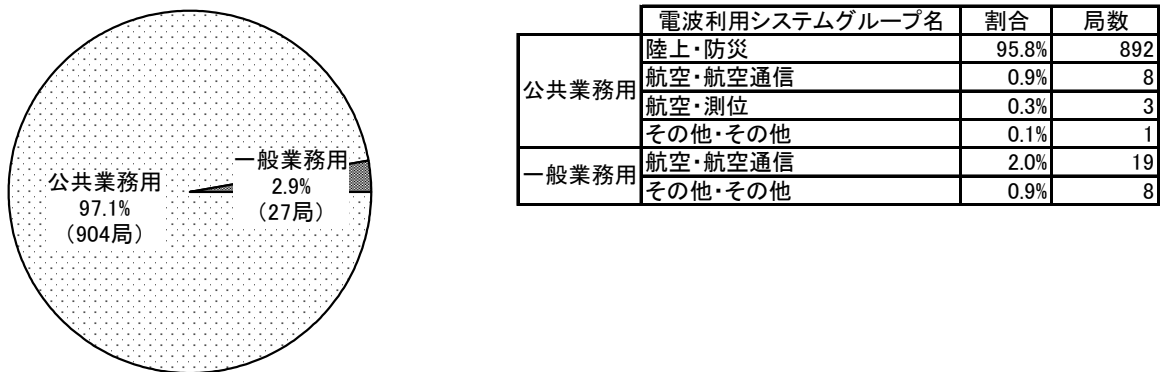 一般業務用
2.9%
（27局）
公共業務用
97.1%
（904局）
電波利用システムグループ名 割合 局数
公共業務用
陸上・防災 95.8% 892
航空・航空通信 0.9% 8
航空・測位 0.3% 3
その他・その他 0.1% 1
一般業務用
航空・航空通信 2.0% 19
その他・その他 0.9% 8